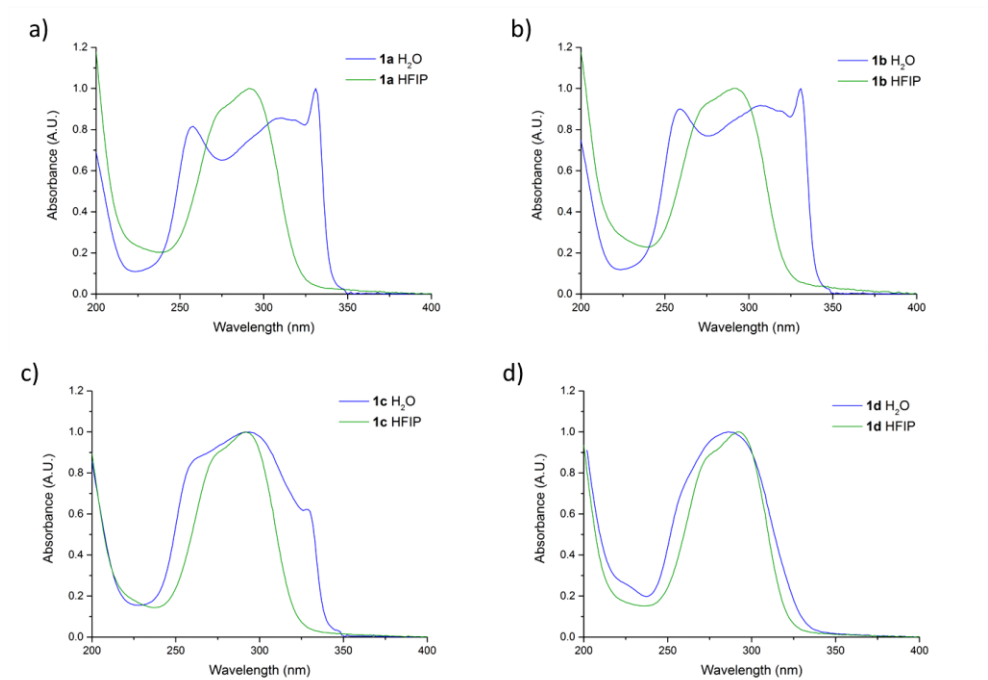 a)
1.2
1.0
0.8
0.6
0.4
0.2
0.0
200 250 300 350 400
Absorbance (A.U.)
Wavelength (nm)
1a H₂O
1a HFIP
b)
1.2
1.0
0.8
0.6
0.4
0.2
0.0
200 250 300 350 400
Absorbance (A.U.)
Wavelength (nm)
1b H₂O
1b HFIP
c)
1.2
1.0
0.8
0.6
0.4
0.2
0.0
200 250 300 350 400
Absorbance (A.U.)
Wavelength (nm)
1c H₂O
1c HFIP
d)
1.2
1.0
0.8
0.6
0.4
0.2
0.0
200 250 300 350 400
Absorbance (A.U.)
Wavelength (nm)
1d H₂O
1d HFIP